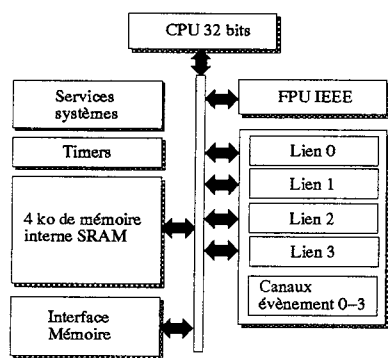 CPU 32 bits
Services
systèmes
FPU IEEE
Timers
Lien 0
Lien 1
4 ko de mémoire
interne SRAM
Lien 2
Lien 3
Interface
Mémoire
Canaux
évènement 0–3